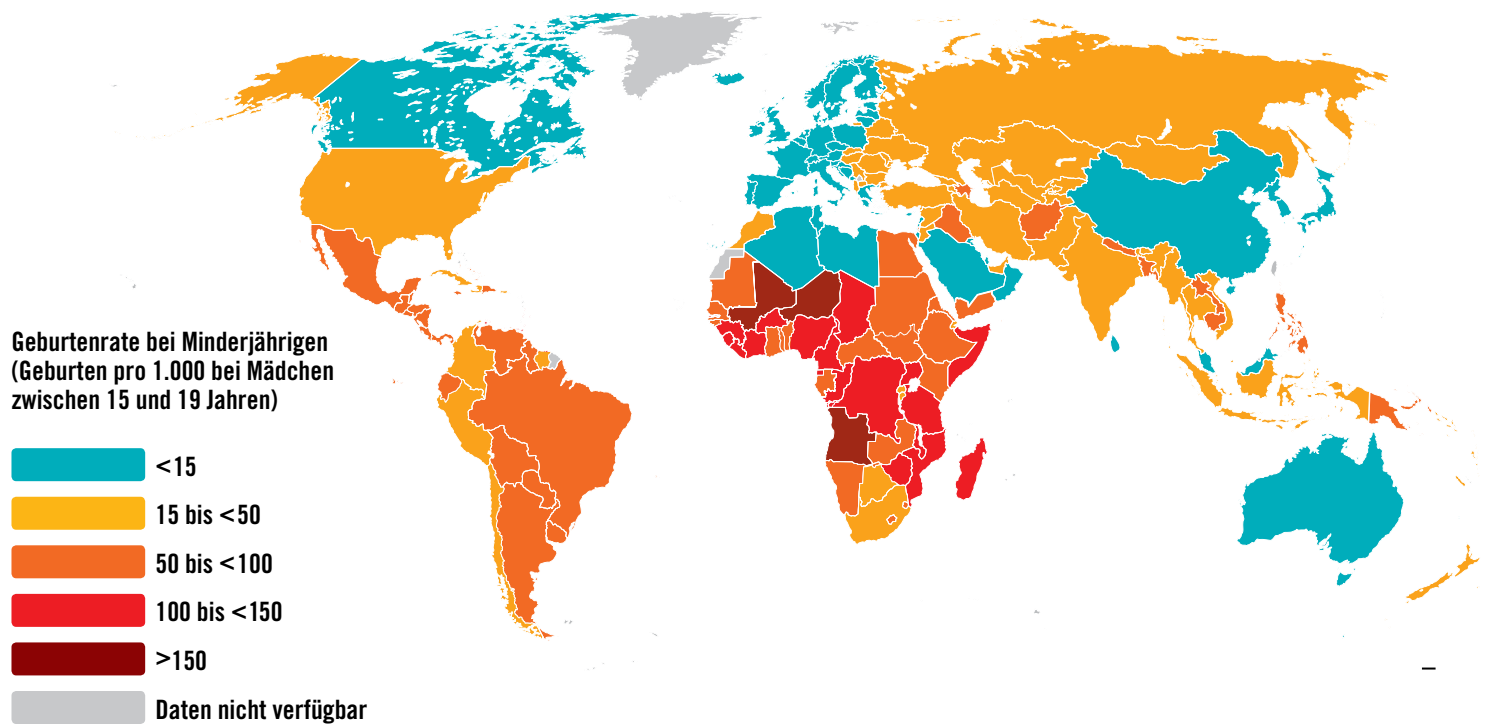 Geburtenrate bei Minderjährigen
(Geburten pro 1.000 bei Mädchen
zwischen 15 und 19 Jahren)
<15
15 bis <50
50 bis <100
100 bis <150
>150
Daten nicht verfügbar